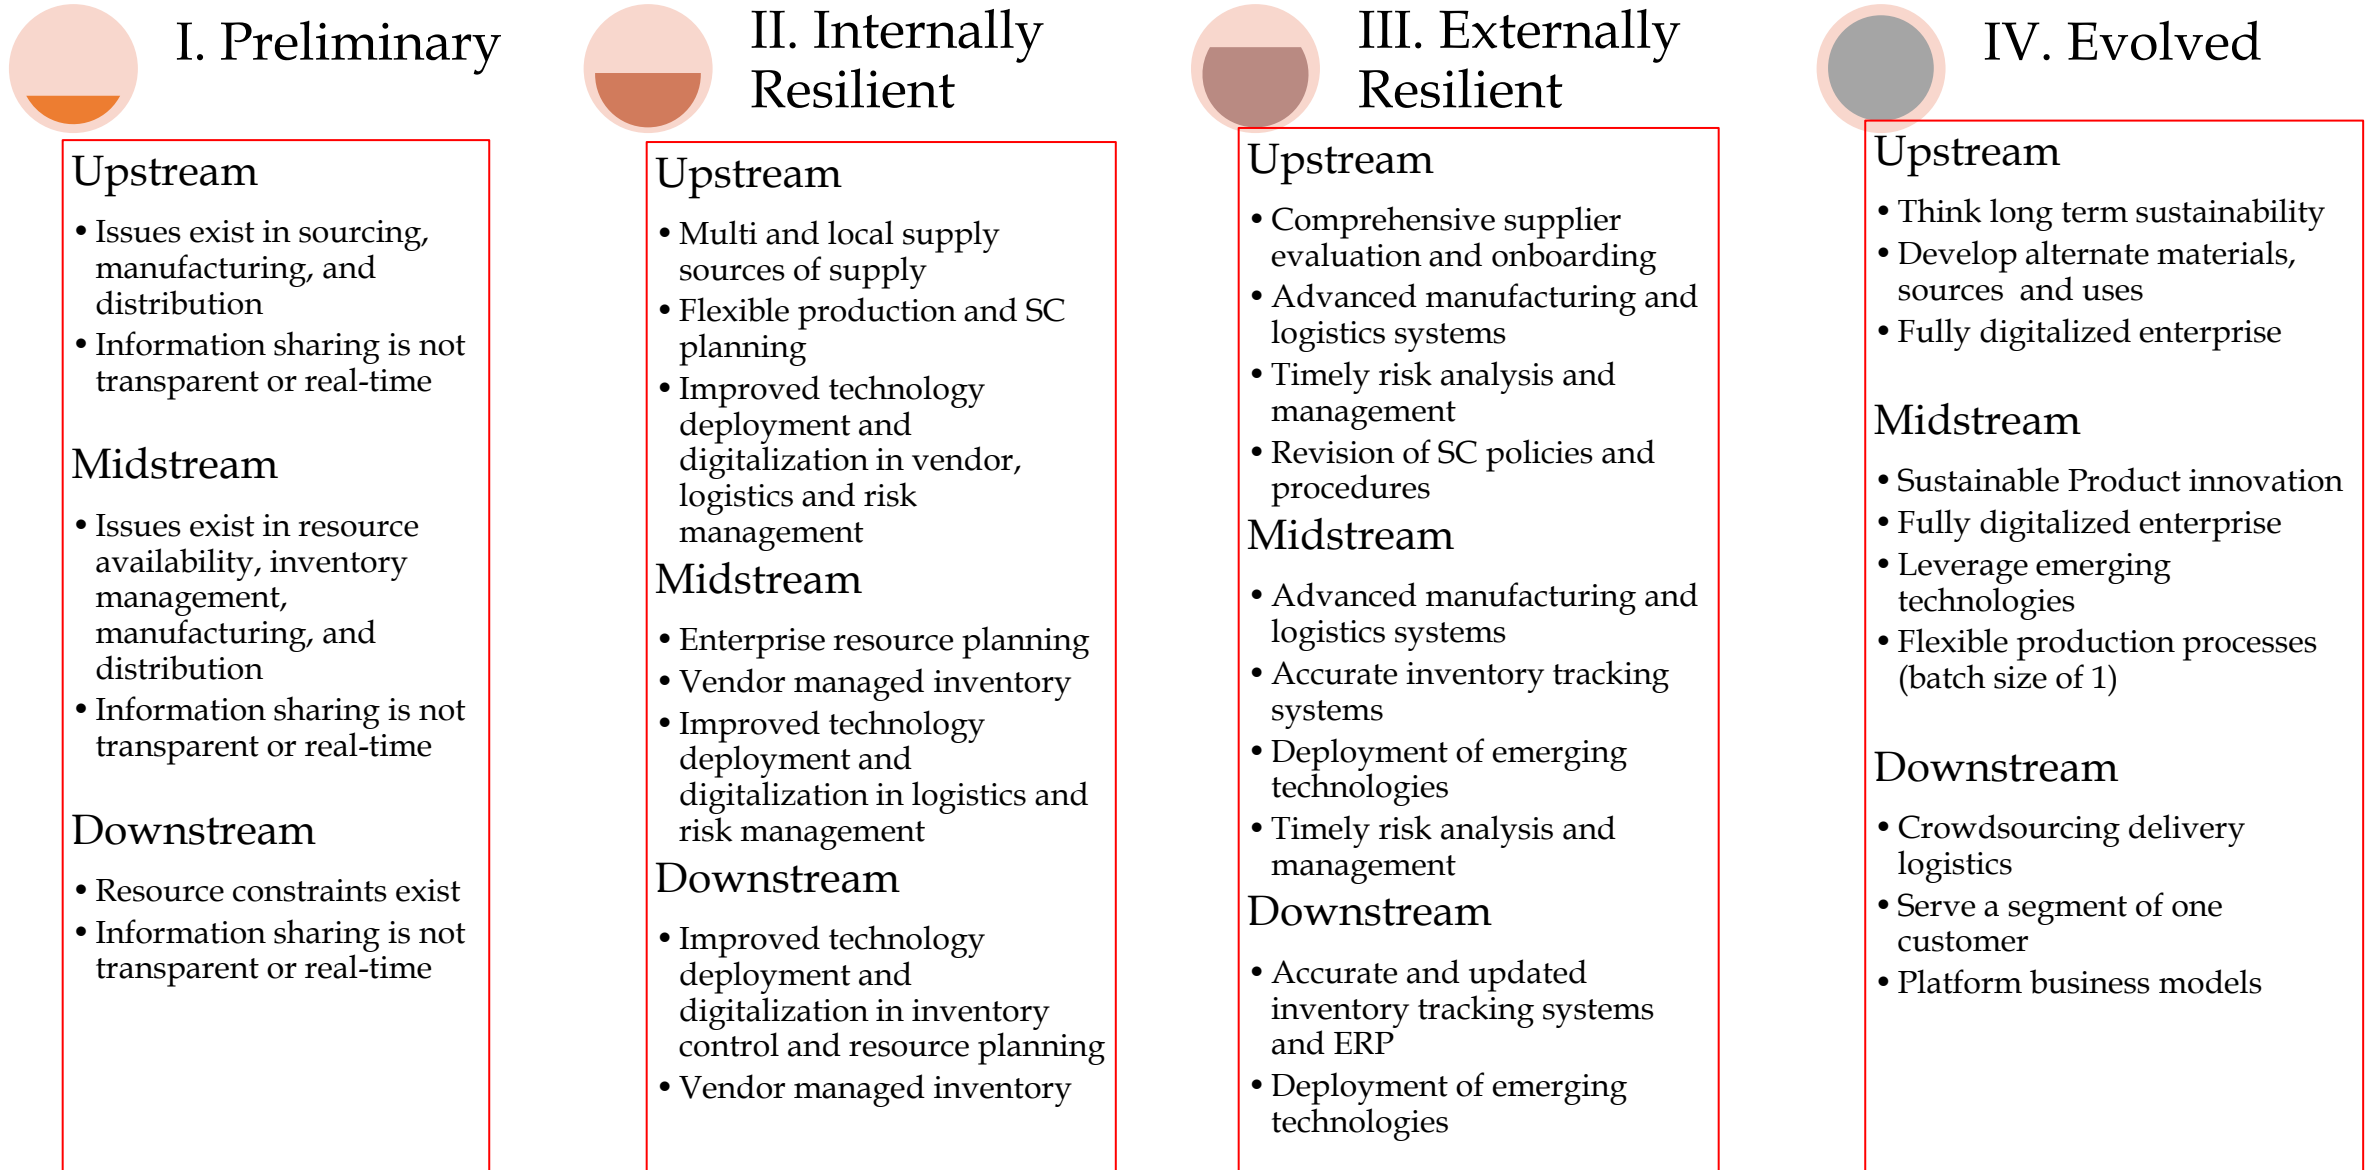 I. Preliminary
Upstream
• Issues exist in sourcing,
manufacturing, and
distribution
• Information sharing is not
transparent or real-time
Midstream
• Issues exist in resource
availability, inventory
management,
manufacturing, and
distribution
• Information sharing is not
transparent or real-time
Downstream
• Resource constraints exist
• Information sharing is not
transparent or real-time
II. Internally
Resilient
Upstream
• Multi and local supply
sources of supply
• Flexible production and SC
planning
• Improved technology
deployment and
digitalization in vendor,
logistics and risk
management
Midstream
• Enterprise resource planning
• Vendor managed inventory
• Improved technology
deployment and
digitalization in logistics and
risk management
Downstream
• Improved technology
deployment and
digitalization in inventory
control and resource planning
• Vendor managed inventory
III. Externally
Resilient
Upstream
• Comprehensive supplier
evaluation and onboarding
• Advanced manufacturing and
logistics systems
• Timely risk analysis and
management
• Revision of SC policies and
procedures
Midstream
• Advanced manufacturing and
logistics systems
• Accurate inventory tracking
systems
• Deployment of emerging
technologies
• Timely risk analysis and
management
Downstream
• Accurate and updated
inventory tracking systems
and ERP
• Deployment of emerging
technologies
IV. Evolved
Upstream
• Think long term sustainability
• Develop alternate materials,
sources and uses
• Fully digitalized enterprise
Midstream
• Sustainable Product innovation
• Fully digitalized enterprise
• Leverage emerging
technologies
• Flexible production processes
(batch size of 1)
Downstream
• Crowdsourcing delivery
logistics
• Serve a segment of one
customer
• Platform business models